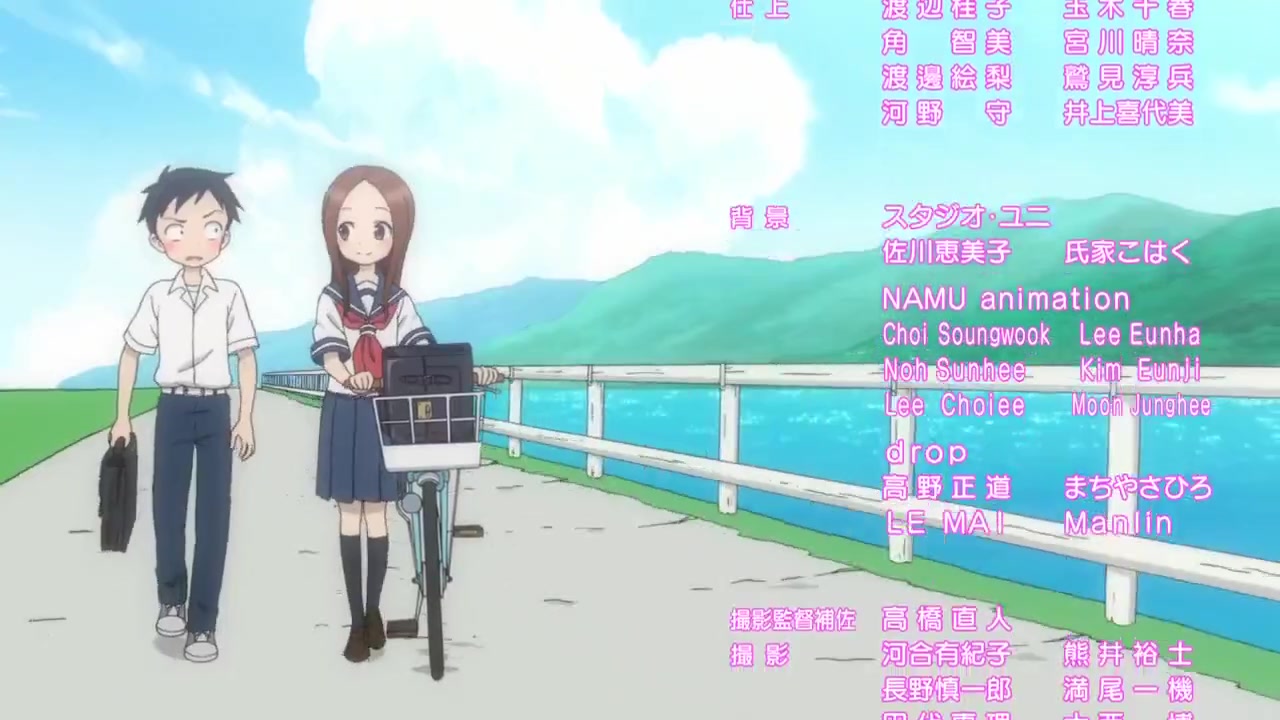 仕上 渡辺桂子 玉木千春
角 智美 宮川晴奈
渡邊絵梨 鷲見淳兵
河野 守 井上喜代美
背景 スタジオ・ユニ
佐川恵美子 氏家こはく
NAMU animation
Choi Soungwook Lee Eunha
Noh Sunhee Kim Eunji
Lee Choiee Moon Junghee
drop
高野正道 まちやさひろ
LE MAI Manlin
撮影監督補佐 高橋直人
撮影 河合有紀子 熊井裕士
長野慎一郎 満尾一機